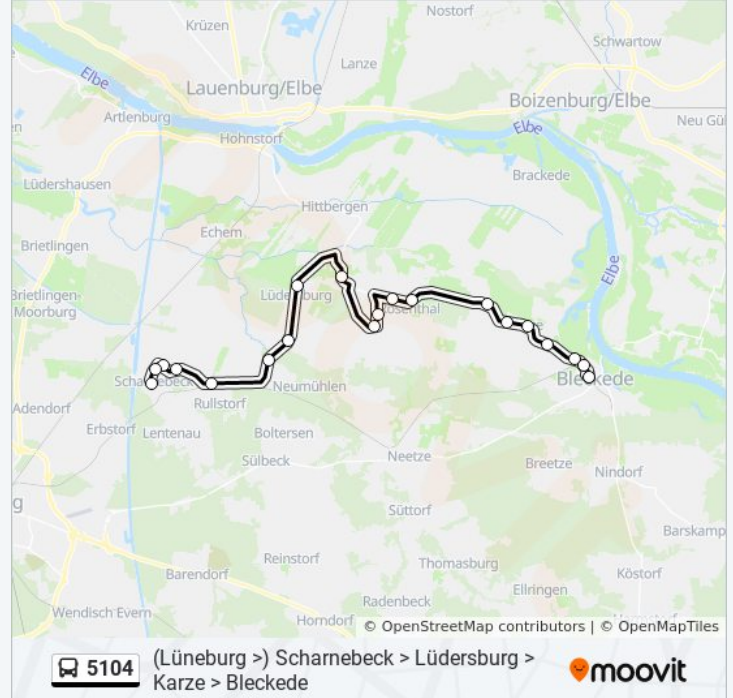 Nostorf
Krüzen
Schwartow
Lanze
Elbe
Lauenburg/Elbe
Boizenburg/Elbe
Artlenburg
Elbe
Neu Gü
Hohnstorf
Brackede
Lüdershausen
Hittbergen
Echem
Brietlingen
Elbe
Brietlingen
Moorburg
Lüdersburg
Rosenthal
Scharnebeck
Neumühlen
Bleckede
Rullstorf
Adendorf
Erbstorf
Lentenau
Boltersen
Sülbeck
Neetze
Breetze
Nindorf
g
Süttorf
Barskamp
Reinstorf
Thomasburg
Barendorf
Köstorf
Ellringen
Radenbeck
Wendisch Evern
Horndorf
© OpenStreetMap contributors | © OpenMapTiles
5104
(Lüneburg >) Scharnebeck > Lüdersburg >
Karze > Bleckede
moovit